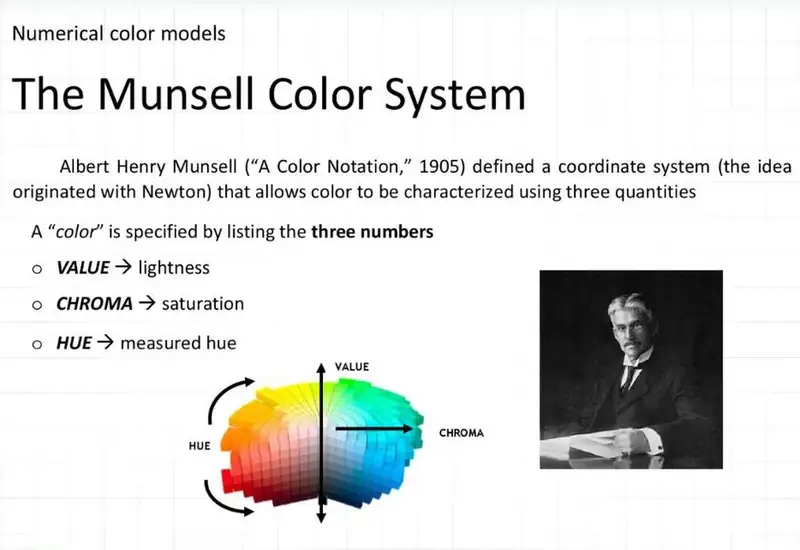 Numerical color models
The Munsell Color System
Albert Henry Munsell (“A Color Notation,” 1905) defined a coordinate system (the idea
originated with Newton) that allows color to be characterized using three quantities
A “color” is specified by listing the three numbers
o VALUE → lightness
o CHROMA → saturation
o HUE → measured hue
VALUE
CHROMA
HUE